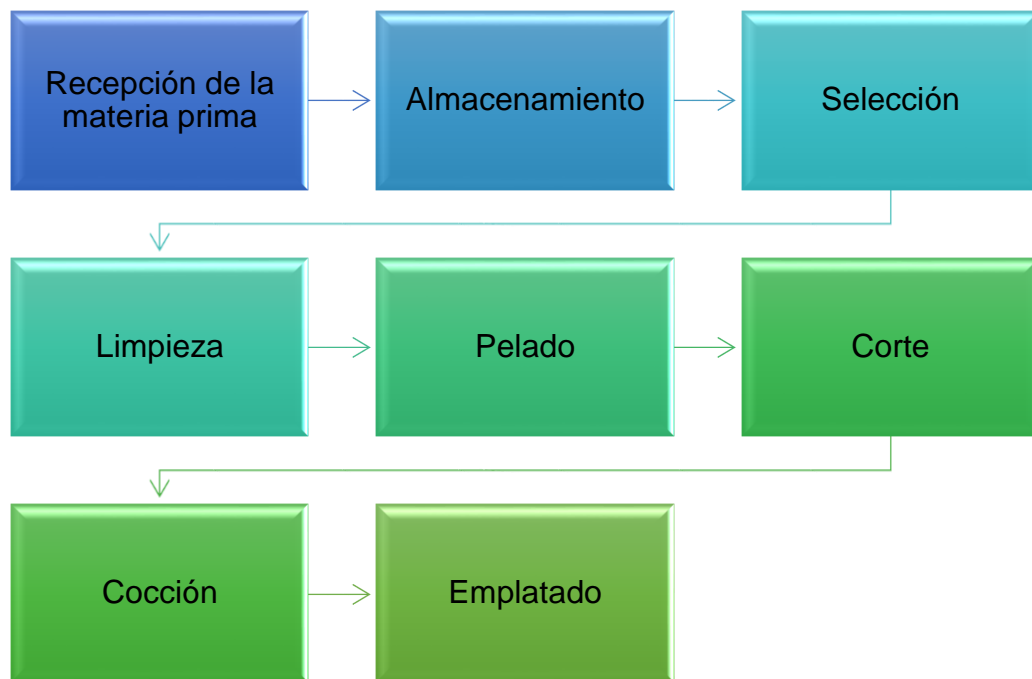 Recepción de la
materia prima
Almacenamiento
Selección
Limpieza
Pelado
Corte
Cocción
Emplatado